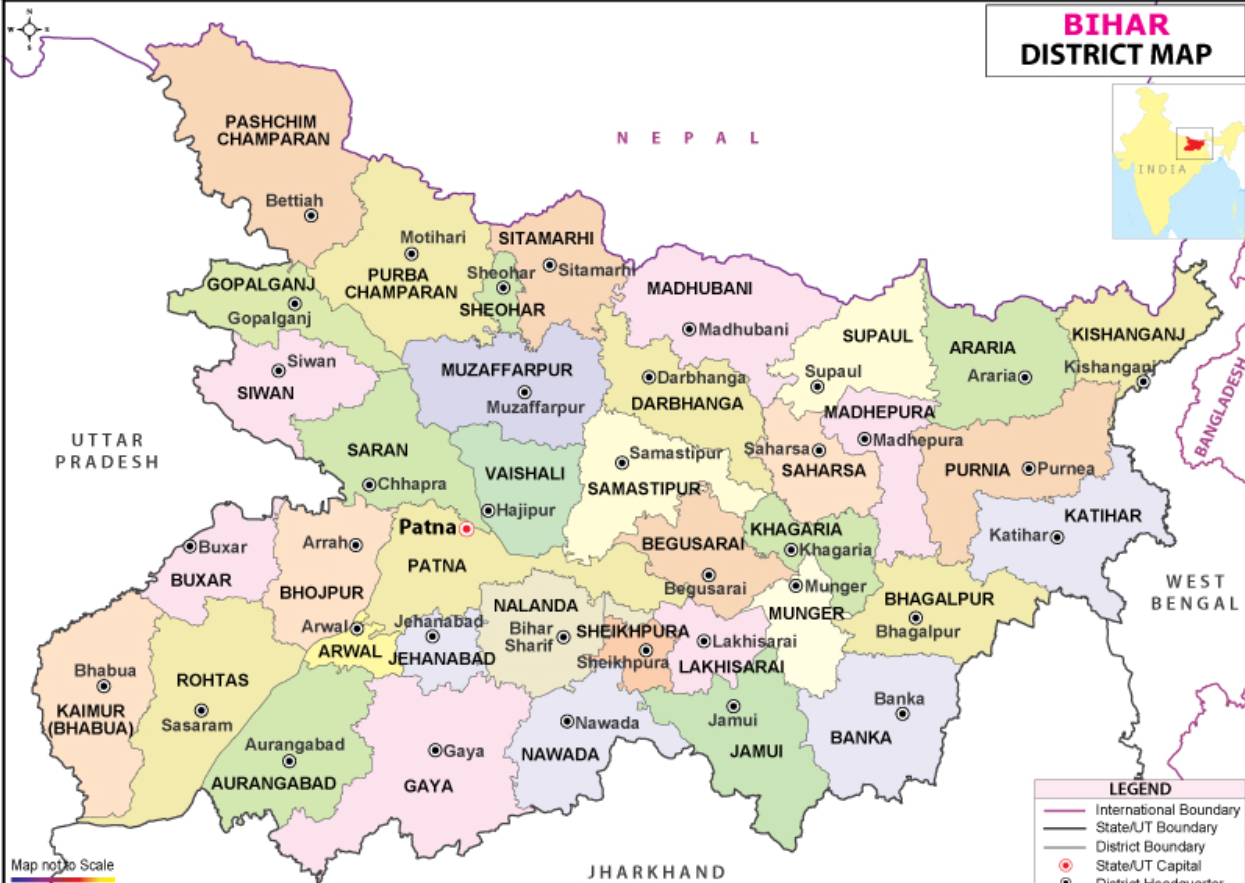 N
W
S
BIHAR
DISTRICT MAP
INDIA
NEPAL
PASHCHIM
CHAMPARAN
Bettiah
Motihari
PURBA
CHAMPARAN
SITAMARHI
Sitamarhi
Sheohar
SHEOHAR
GOPALGANJ
Gopalganj
MADHUBANI
Madhubani
SUPAUL
Supaul
ARARIA
Araria
KISHANGANJ
Kishanganj
BANGLADESH
Siwan
SIWAN
MUZAFFARPUR
Muzaffarpur
Darbhanga
DARBHANGA
MADHEPURA
Madhepura
UTTAR
PRADESH
SARAN
Chhapra
VAISHALI
Hajipur
Samastipur
SAMASTIPUR
Saharsa
SAHARSA
PURNIA
Purnea
KATIHAR
Katihar
Patna
PATNA
Buxar
BUXAR
Arrah
BHOJPUR
BEGUSARAI
Begusarai
KHAGARIA
Khagaria
Munger
MUNGER
BHAGALPUR
Bhagalpur
WEST
BENGAL
Arwal
ARWAL
Jehanabad
JEHANABAD
NALANDA
Bihar
Sharif
SHEIKHPURA
Sheikhpura
Lakhisarai
LAKHISARAI
Bhabua
KAIMUR
(BHABUA)
ROHTAS
Sasaram
Aurangabad
AURANGABAD
Gaya
GAYA
Nawada
NAWADA
Jamui
JAMUI
Banka
BANKA
JHARKHAND
Map not to Scale
LEGEND
International Boundary
State/UT Boundary
District Boundary
State/UT Capital
District Headquarter